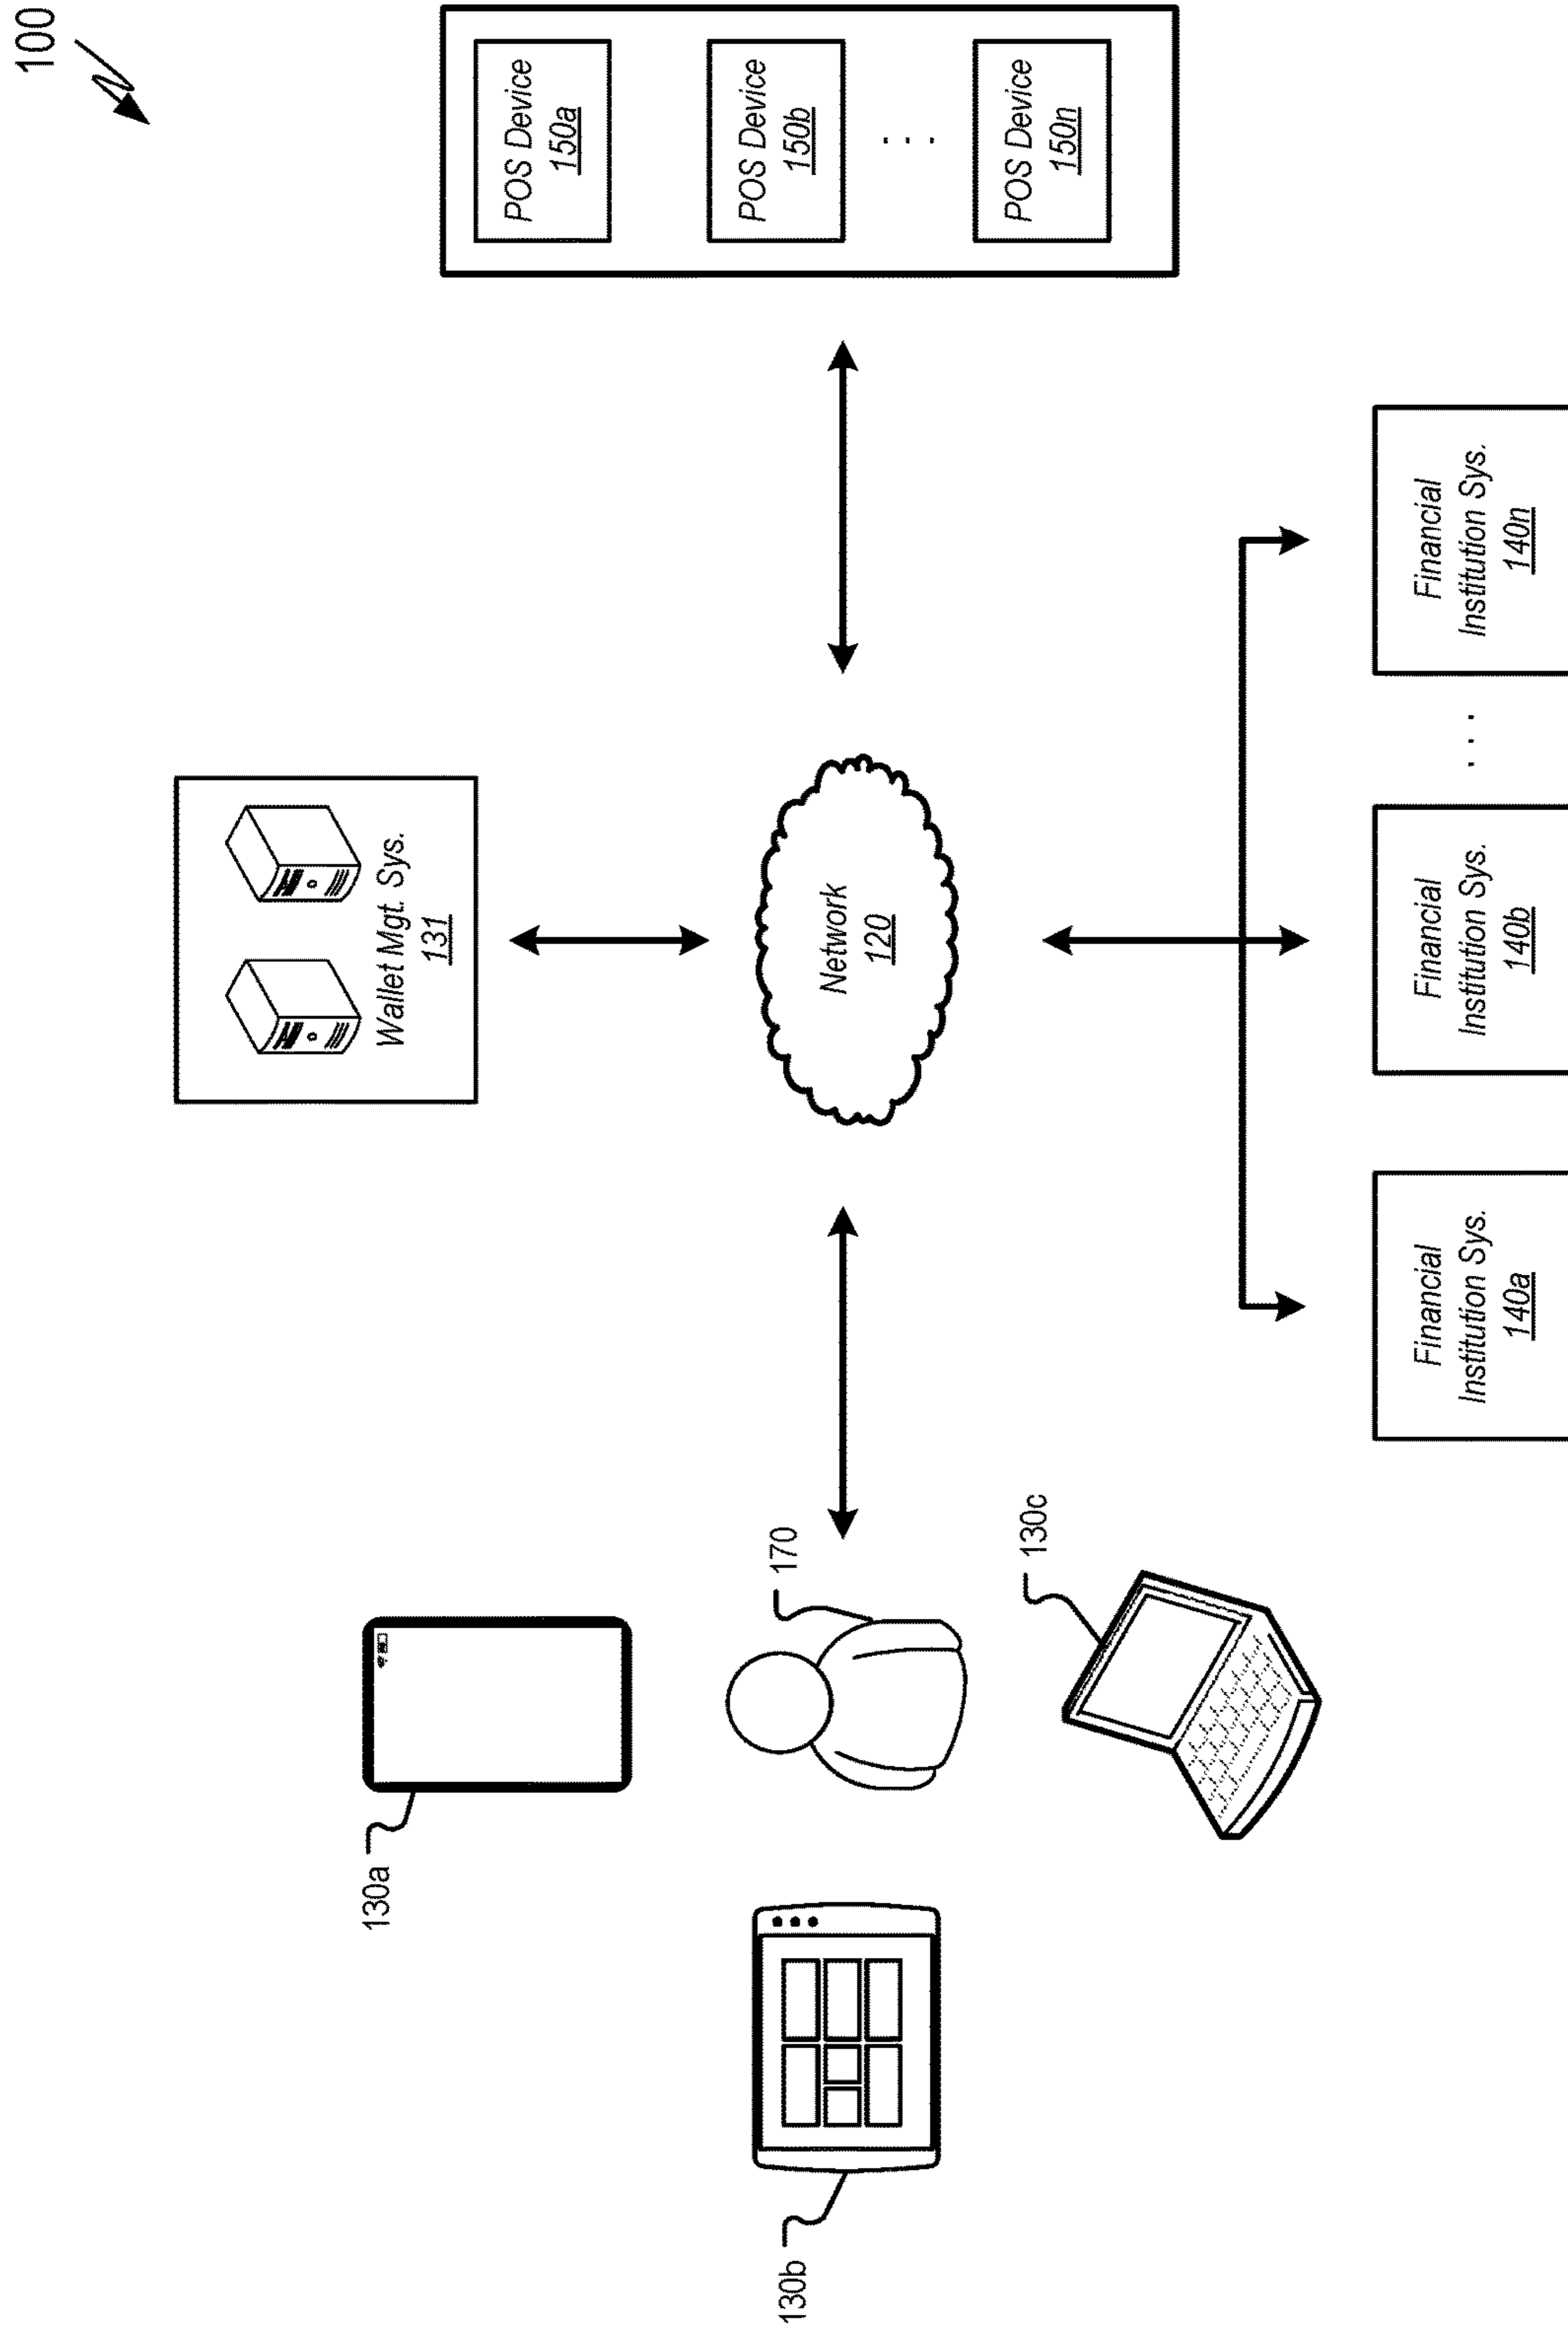 100
Wallet Mgt. Sys.
131
130a
POS Device
150a
POS Device
150b
. . .
POS Device
150n
170
Network
120
130b
130c
Financial
Institution Sys.
140a
Financial
Institution Sys.
140b
. . .
Financial
Institution Sys.
140n